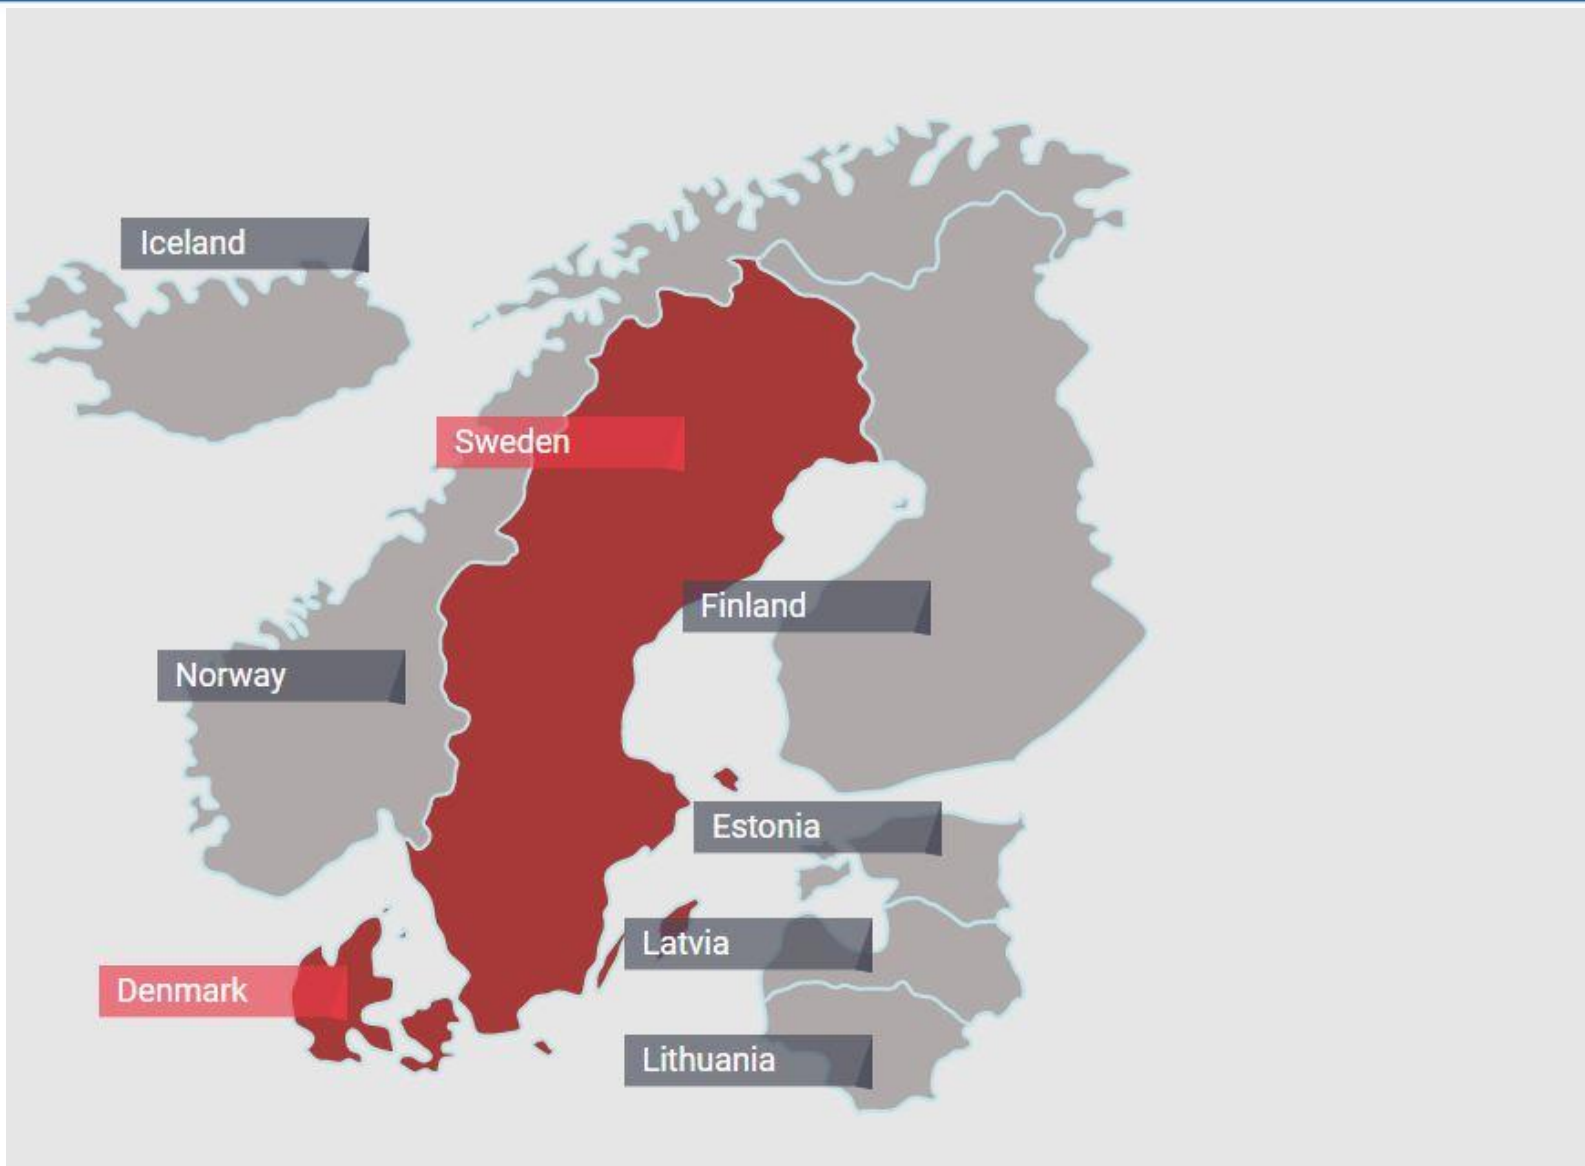 Iceland
Sweden
Finland
Norway
Estonia
Latvia
Denmark
Lithuania